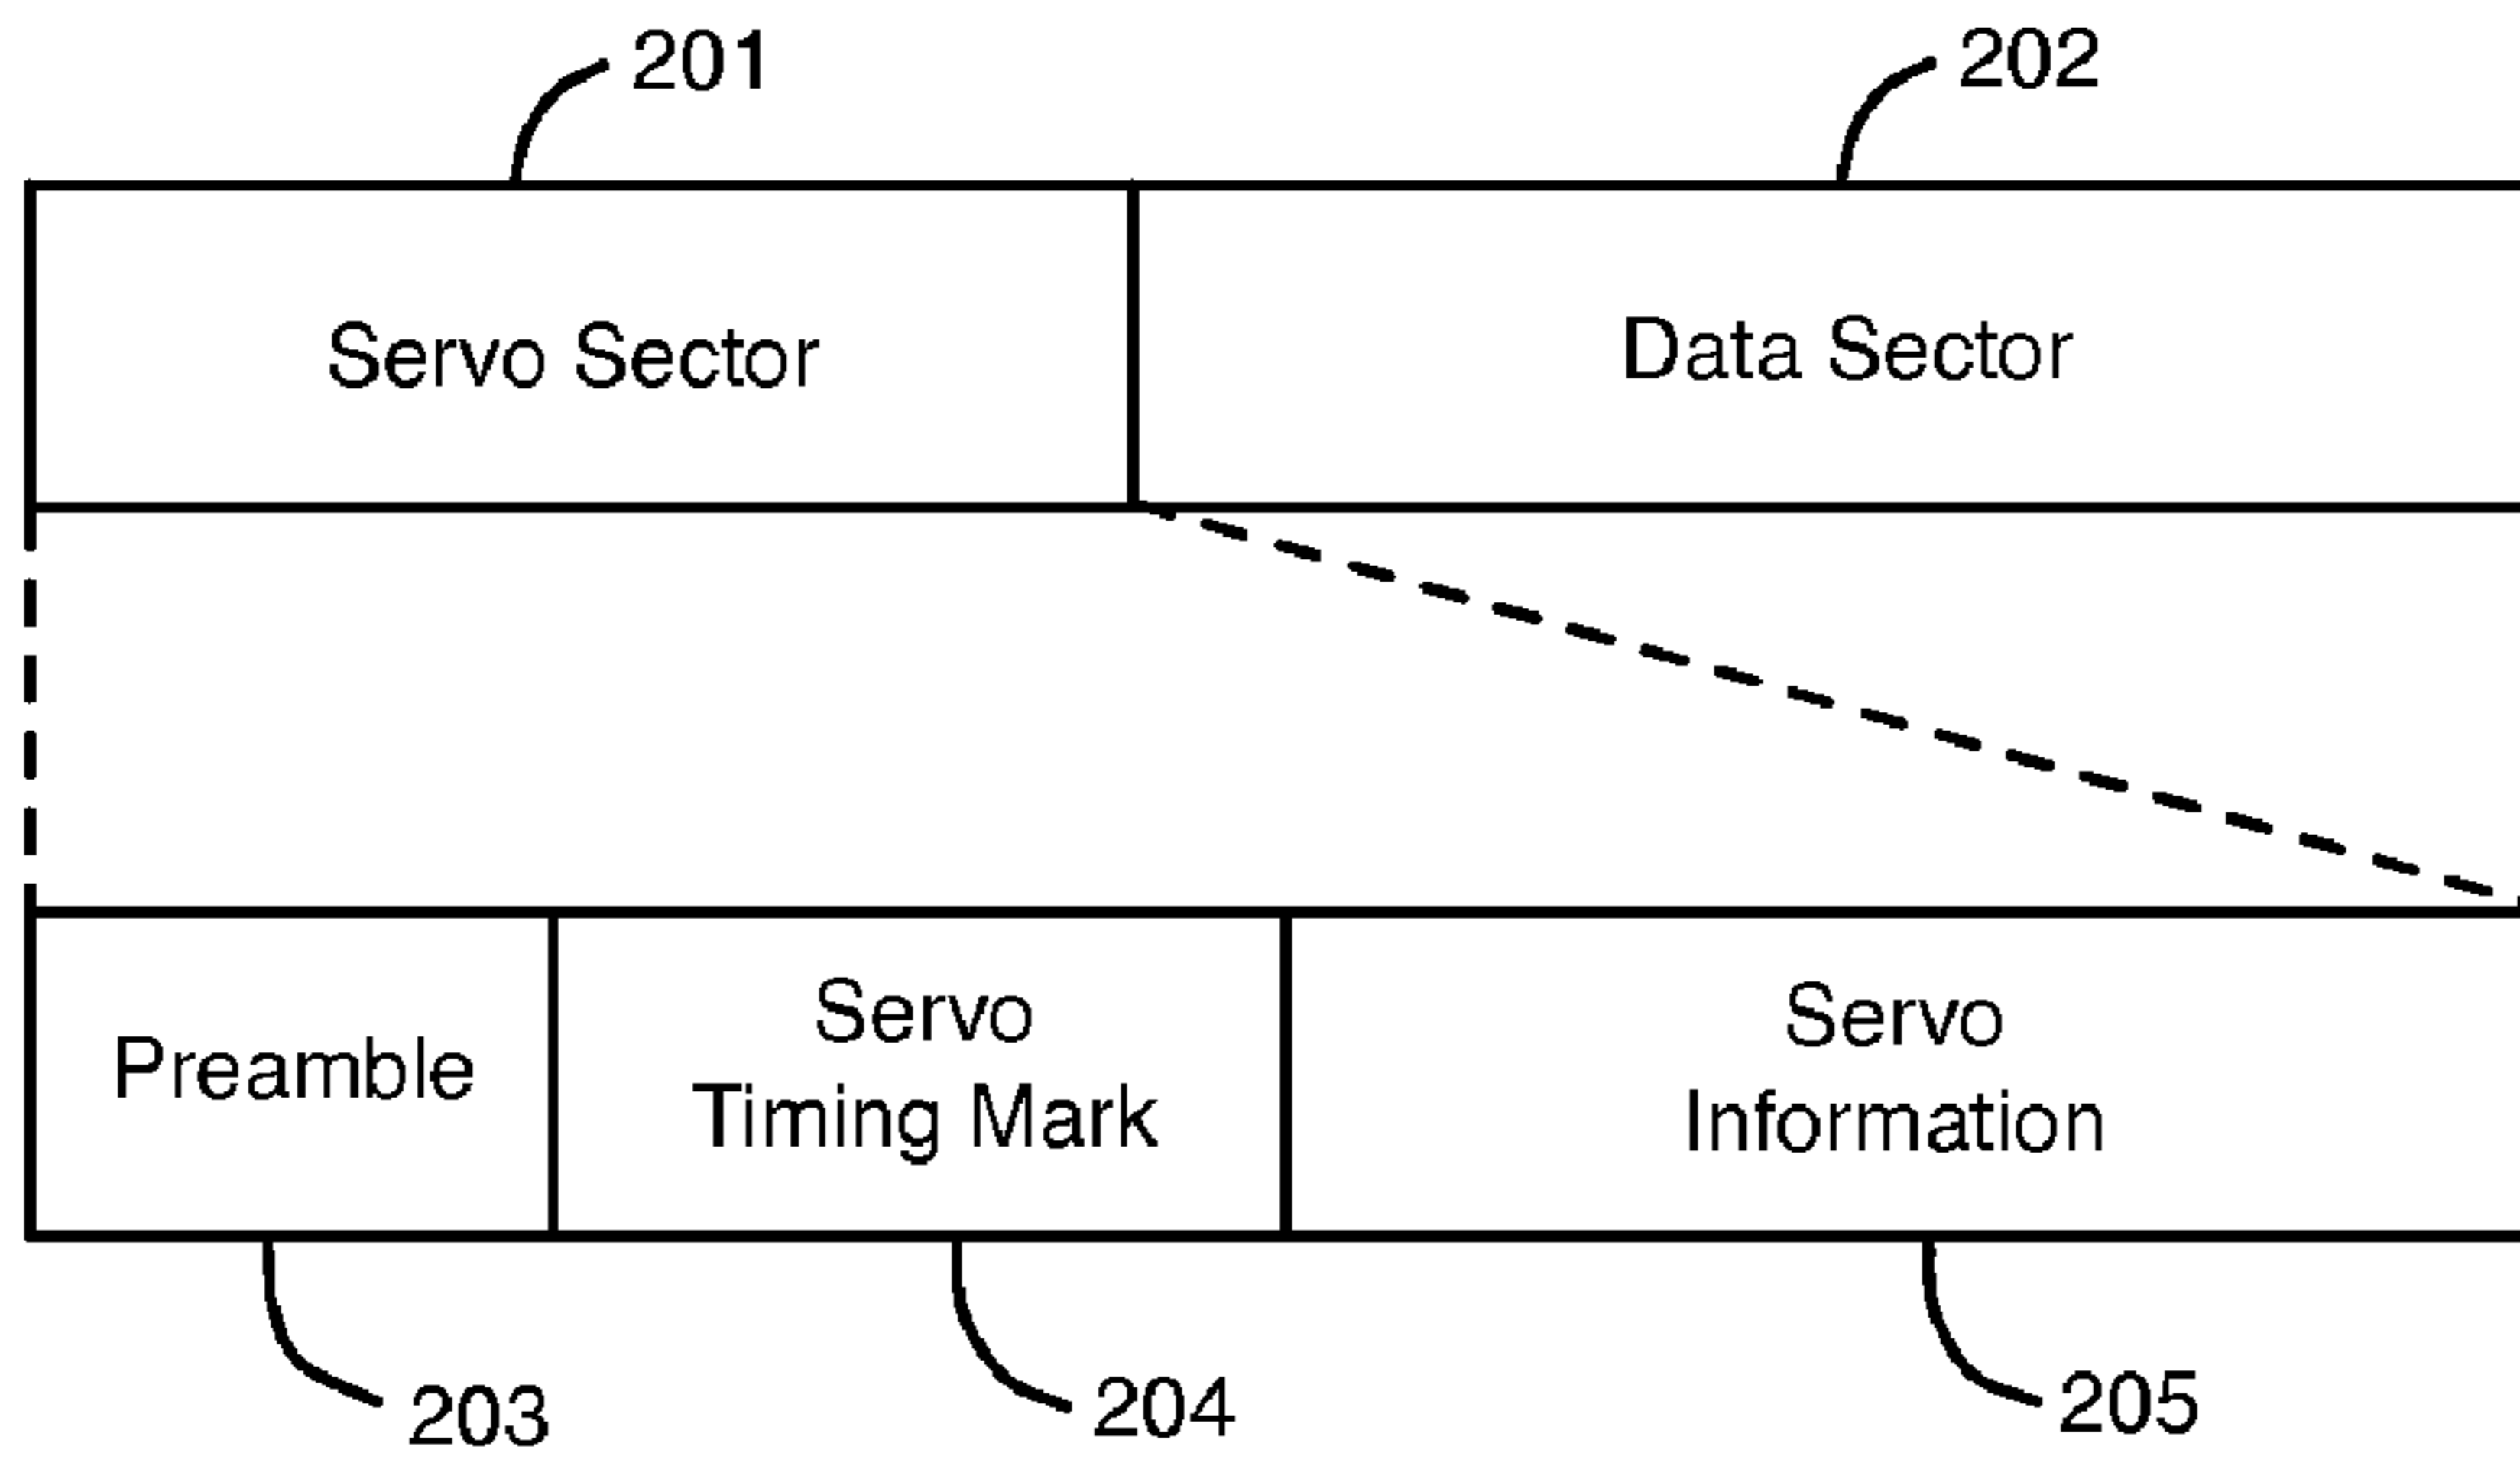 201
202
Servo Sector
Data Sector
Preamble
Servo
Timing Mark
Servo
Information
203
204
205